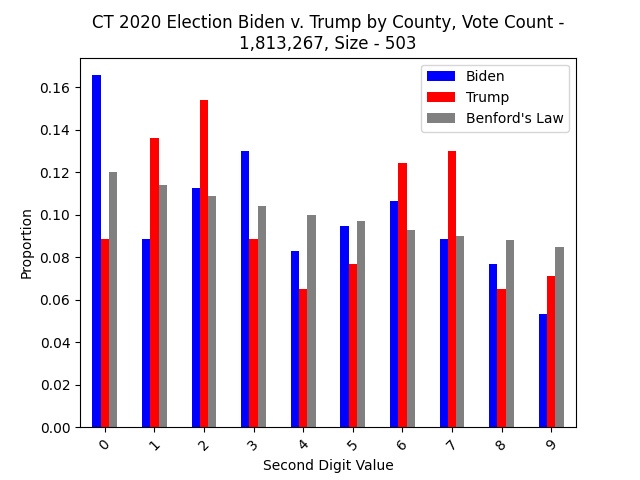 CT 2020 Election Biden v. Trump by County, Vote Count -
1,813,267, Size - 503
Biden
Trump
Benford's Law
Proportion
0.16
0.14
0.12
0.10
0.08
0.06
0.04
0.02
0.00
0 1 2 3 4 5 6 7 8 9
Second Digit Value